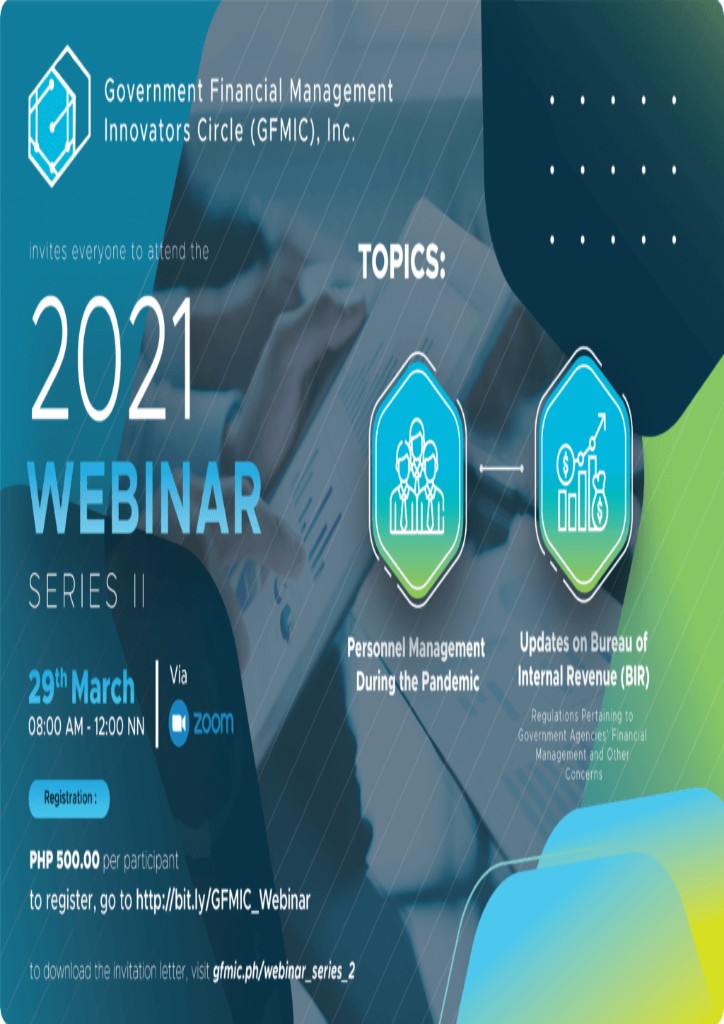 Government Financial Management
Innovators Circle (GFMIC), Inc.
invites everyone to attend the
2021
WEBINAR
SERIES II
29th March
08:00 AM - 12:00 NN
Via
zoom
Registration :
PHP 500.00 per participant
to register, go to http://bit.ly/GFMIC_Webinar
to download the invitation letter, visit gfmic.ph/webinar_series_2
TOPICS:
Personnel Management
During the Pandemic
Updates on Bureau of
Internal Revenue (BIR)
Regulations Pertaining to
Government Agencies' Financial
Management and Other
Concerns